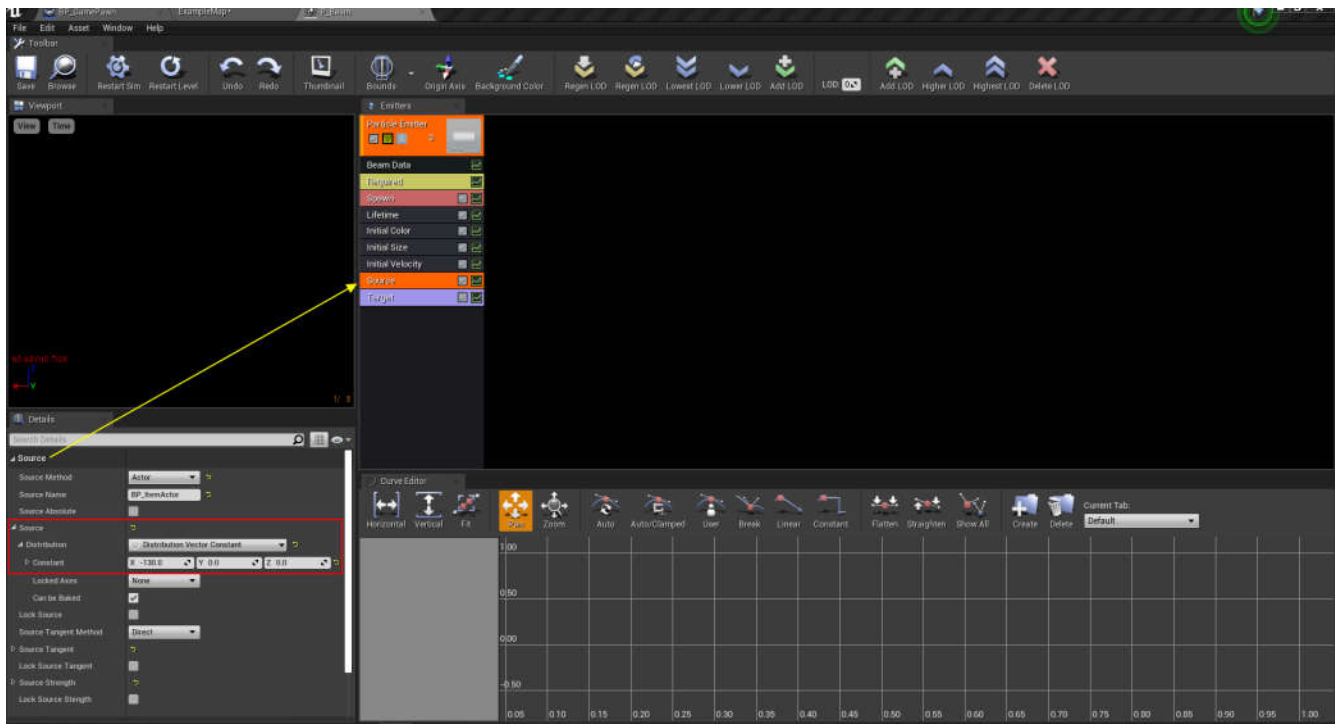 BP_GamePawn ExampleMap* P_Beam
File Edit Asset Window Help
Toolbar
Save Browse Restart Sim Restart Level Undo Redo Thumbnail Bounds Origin Axis Background Color Regen LOD Regen LOD Lowest LOD Lower LOD Add LOD LOD: 0 Add LOD Higher LOD Highest LOD Delete LOD
Viewport
View Time
Emitters
Particle Emitter
Beam Data
Required
Spawn
Lifetime
Initial Color
Initial Size
Initial Velocity
Source
Target
X Y
Details
Search Details
Source
Source Method Actor
Source Name BP_ItemActor
Source Absolute
Source
Distribution Distribution Vector Constant
Constant X -130.0 Y 0.0 Z 0.0
Locked Axes None
Can be Baked
Lock Source
Source Tangent Method Direct
Source Tangent
Lock Source Tangent
Source Strength
Lock Source Stength
Curve Editor
Horizontal Vertical Fit Pan Zoom Auto Auto/Clamped User Break Linear Constant Flatten Straighten Show All Create Delete
Current Tab:
Default
1.00
0.50
0.00
-0.50
0.05 0.10 0.15 0.20 0.25 0.30 0.35 0.40 0.45 0.50 0.55 0.60 0.65 0.70 0.75 0.80 0.85 0.90 0.95 1.00